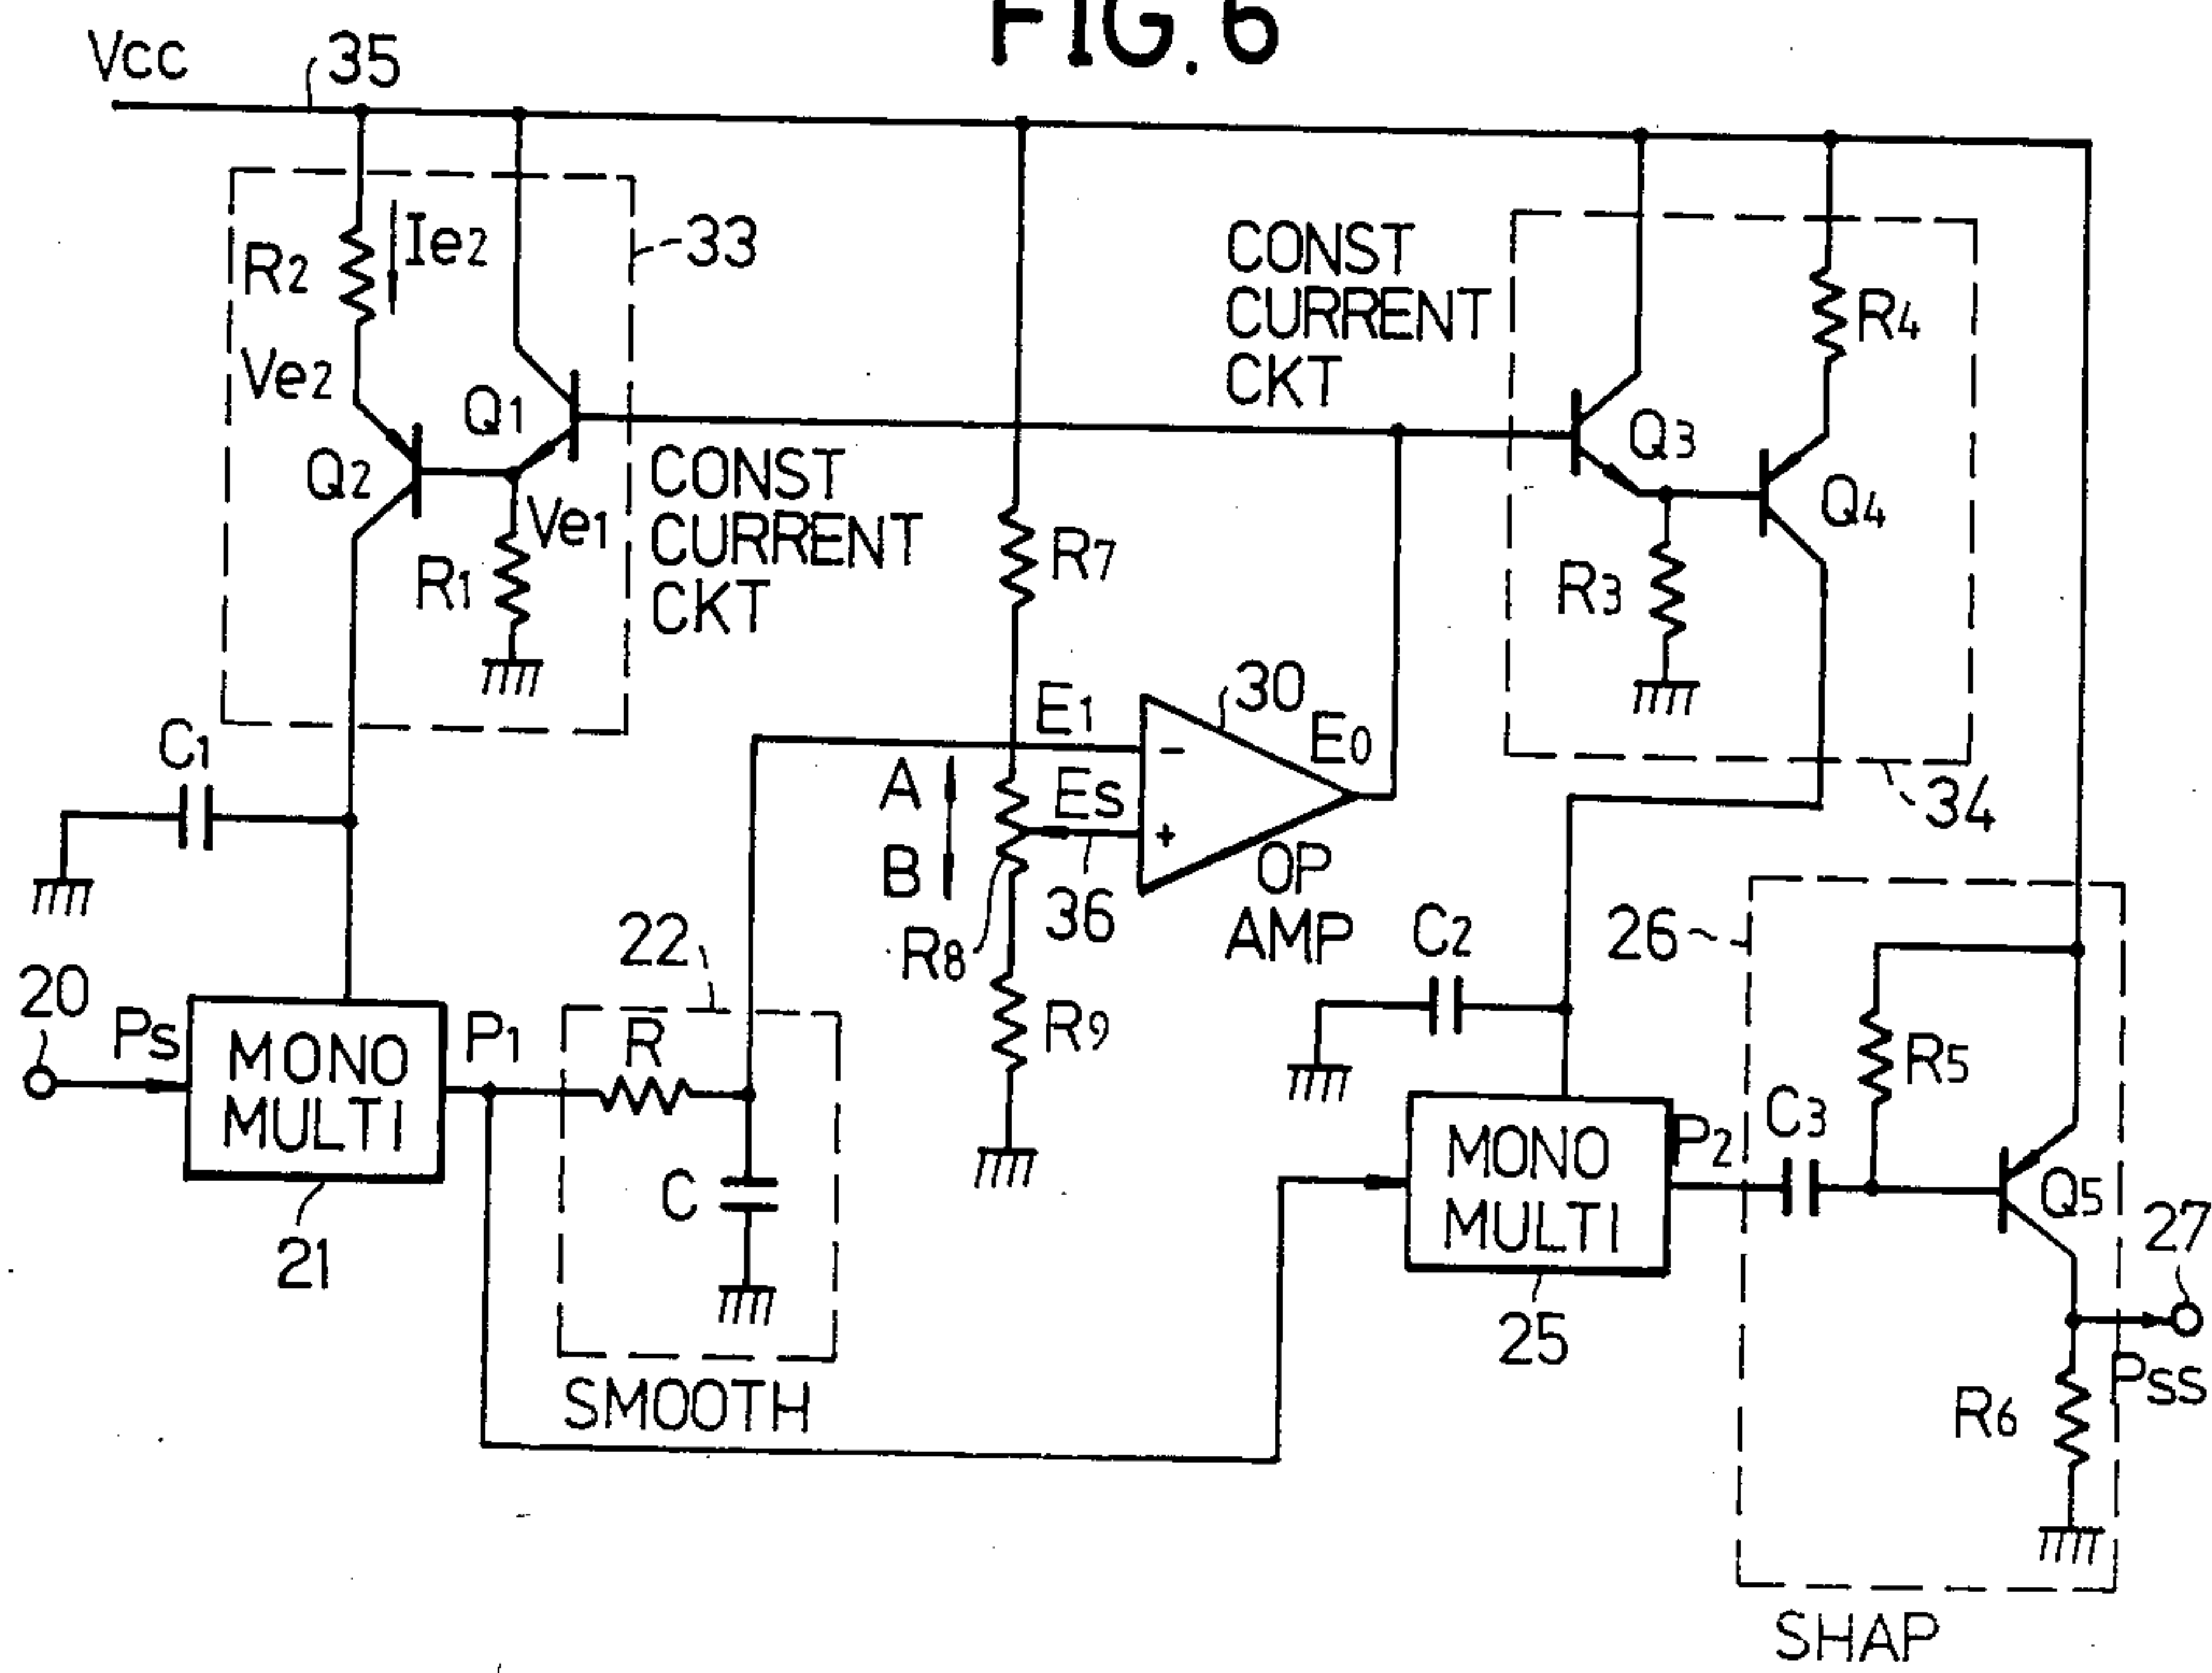 FIG. 6
Vcc
35
R2
Ie2
33
Ve2
Q1
Q2
Ve1
R1
CONST
CURRENT
CKT
CONST
CURRENT
CKT
R4
Q3
Q4
R3
34
R7
C1
E1
30
E0
A
Es
B
-
+
OP
AMP
36
R8
R9
22
20
Ps
MONO
MULTI
21
P1
R
C
SMOOTH
C2
26
MONO
MULTI
25
P2
C3
R5
Q5
27
Pss
R6
SHAP